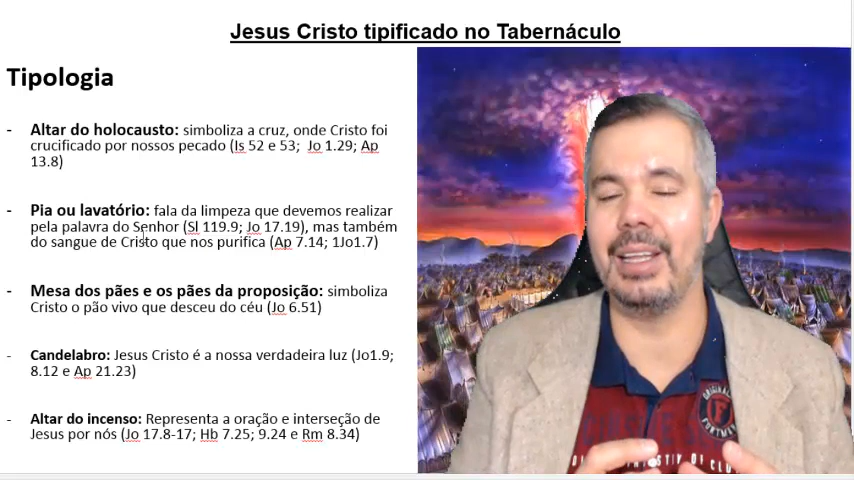 Jesus Cristo tipificado no Tabernáculo
Tipologia
- Altar do holocausto: simboliza a cruz, onde Cristo foi
crucificado por nossos pecado (Is 52 e 53; Jo 1.29; Ap
13.8)
- Pia ou lavatório: fala da limpeza que devemos realizar
pela palavra do Senhor (Sl 119.9; Jo 17.19), mas também
do sangue de Cristo que nos purifica (Ap 7.14; 1Jo1.7)
- Mesa dos pães e os pães da proposição: simboliza
Cristo o pão vivo que desceu do céu (Jo 6.51)
- Candelabro: Jesus Cristo é a nossa verdadeira luz (Jo1.9;
8.12 e Ap 21.23)
- Altar do incenso: Representa a oração e interseção de
Jesus por nós (Jo 17.8-17; Hb 7.25; 9.24 e Rm 8.34)